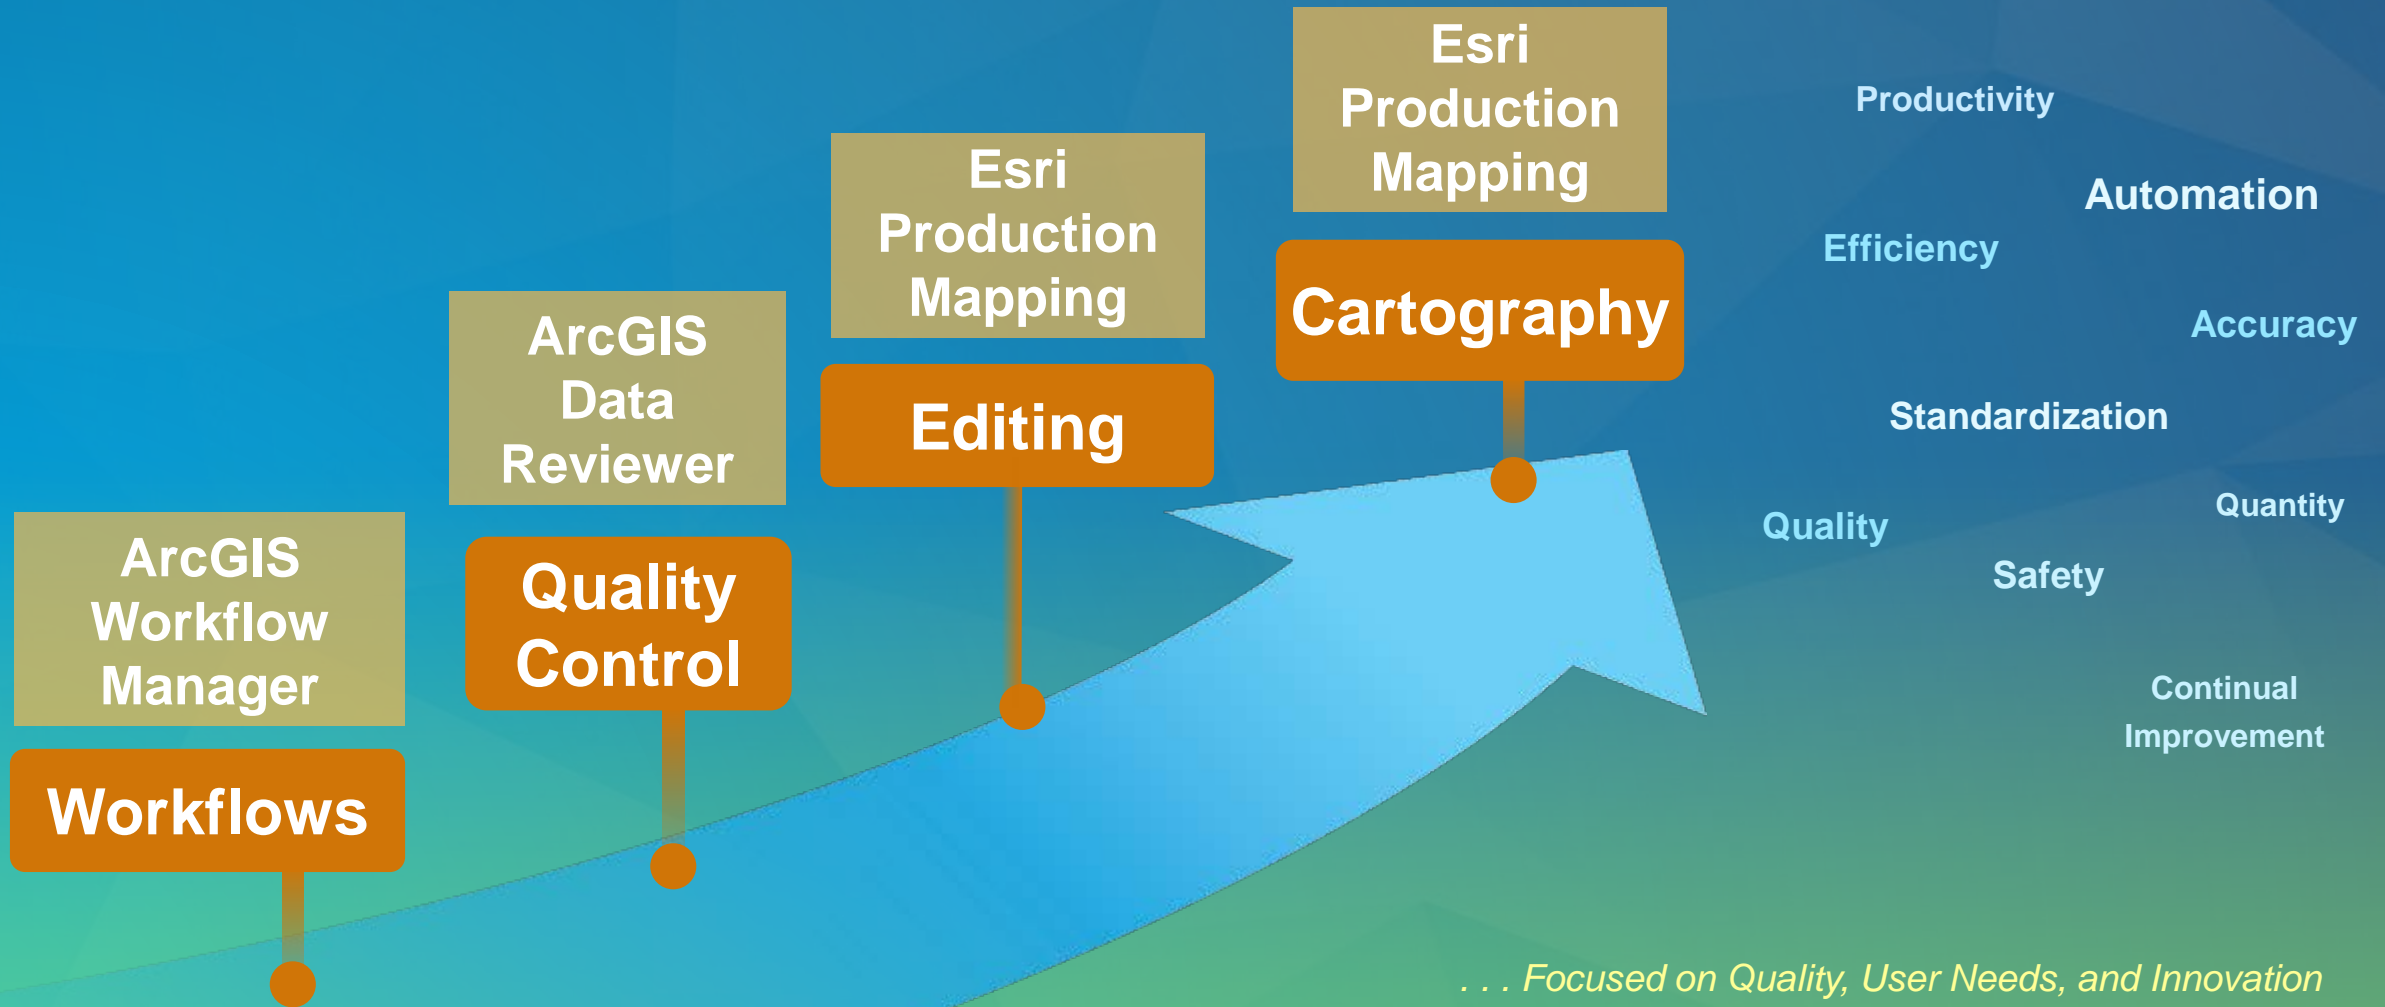 ArcGIS
Workflow
Manager
Workflows
ArcGIS
Data
Reviewer
Quality
Control
Esri
Production
Mapping
Editing
Esri
Production
Mapping
Cartography
Productivity
Automation
Efficiency
Accuracy
Standardization
Quantity
Quality
Safety
Continual
Improvement
. . . Focused on Quality, User Needs, and Innovation